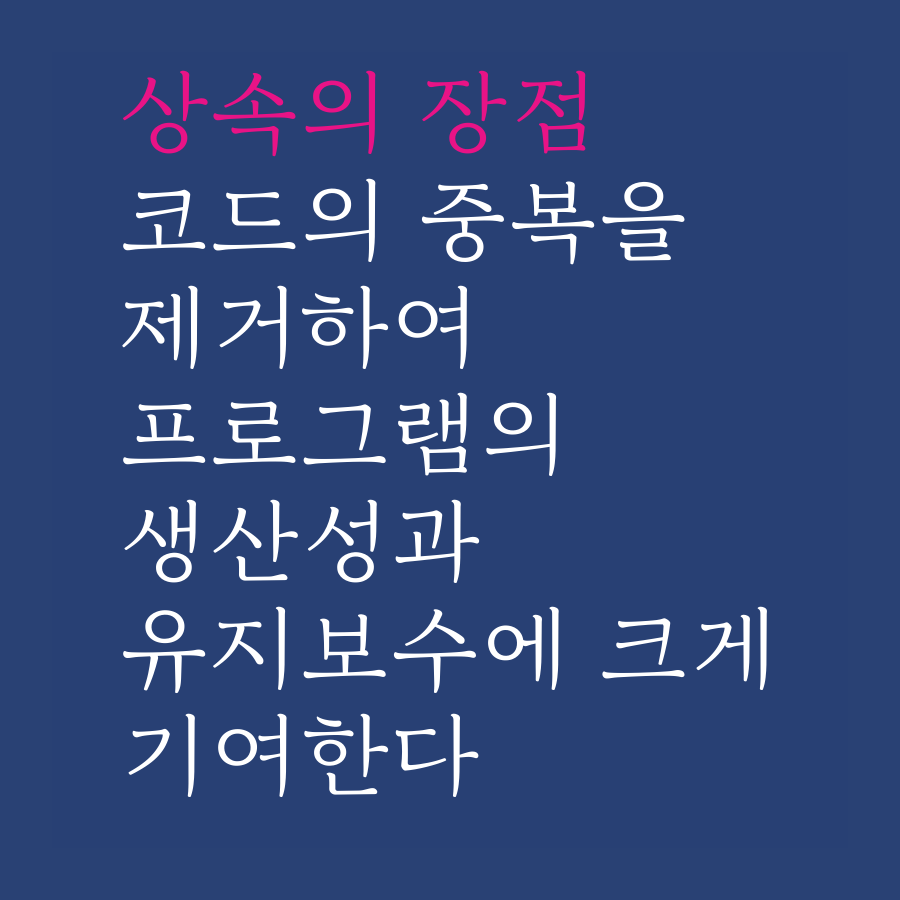 상속의 장점
코드의 중복을
제거하여
프로그램의
생산성과
유지보수에 크게
기여한다